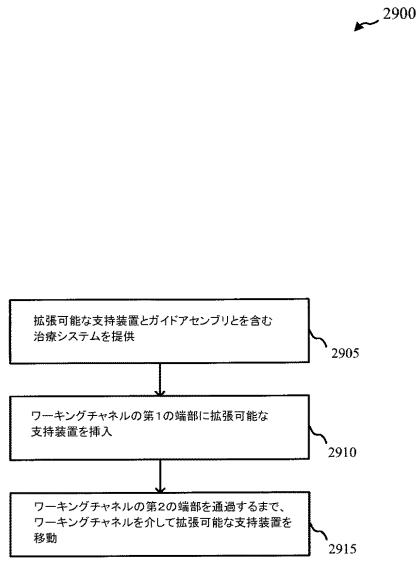 2900
拡張可能な支持装置とガイドアセンブリとを含む
治療システムを提供
2905
ワーキングチャネルの第1の端部に拡張可能な
支持装置を挿入
2910
ワーキングチャネルの第2の端部を通過するまで、
ワーキングチャネルを介して拡張可能な支持装置を
移動
2915